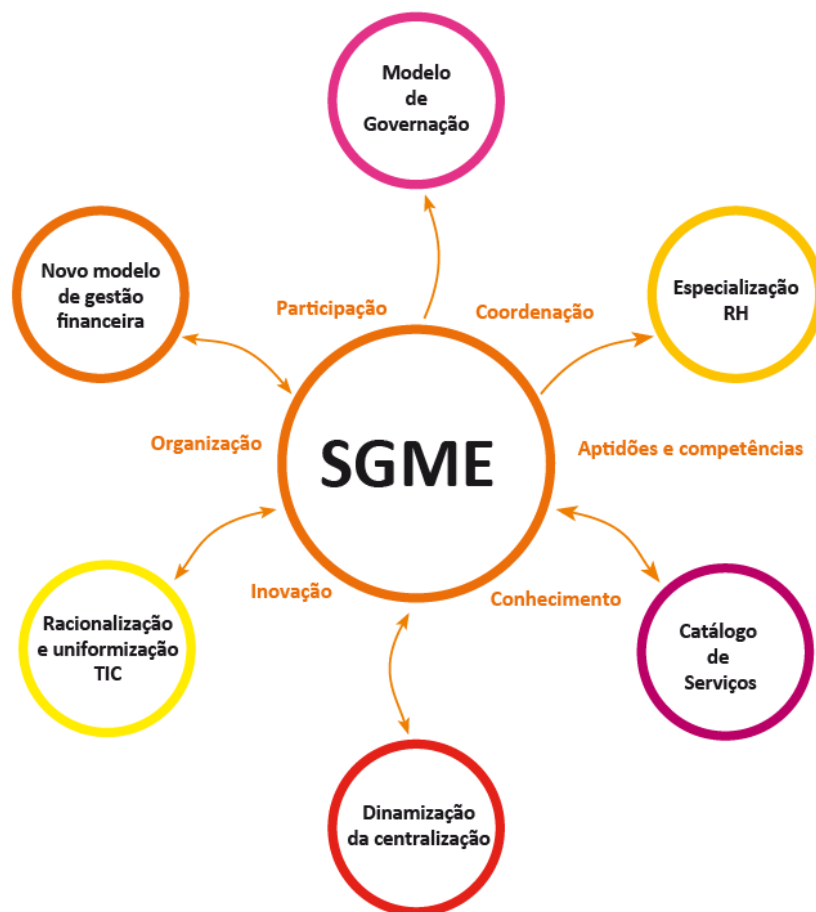 Modelo
de
Governação
Novo modelo
de gestão
financeira
Especialização
RH
Participação
Coordenação
Organização
SGME
Aptidões e competências
Inovação
Conhecimento
Racionalização
e uniformização
TIC
Catálogo
de
Serviços
Dinamização
da centralização